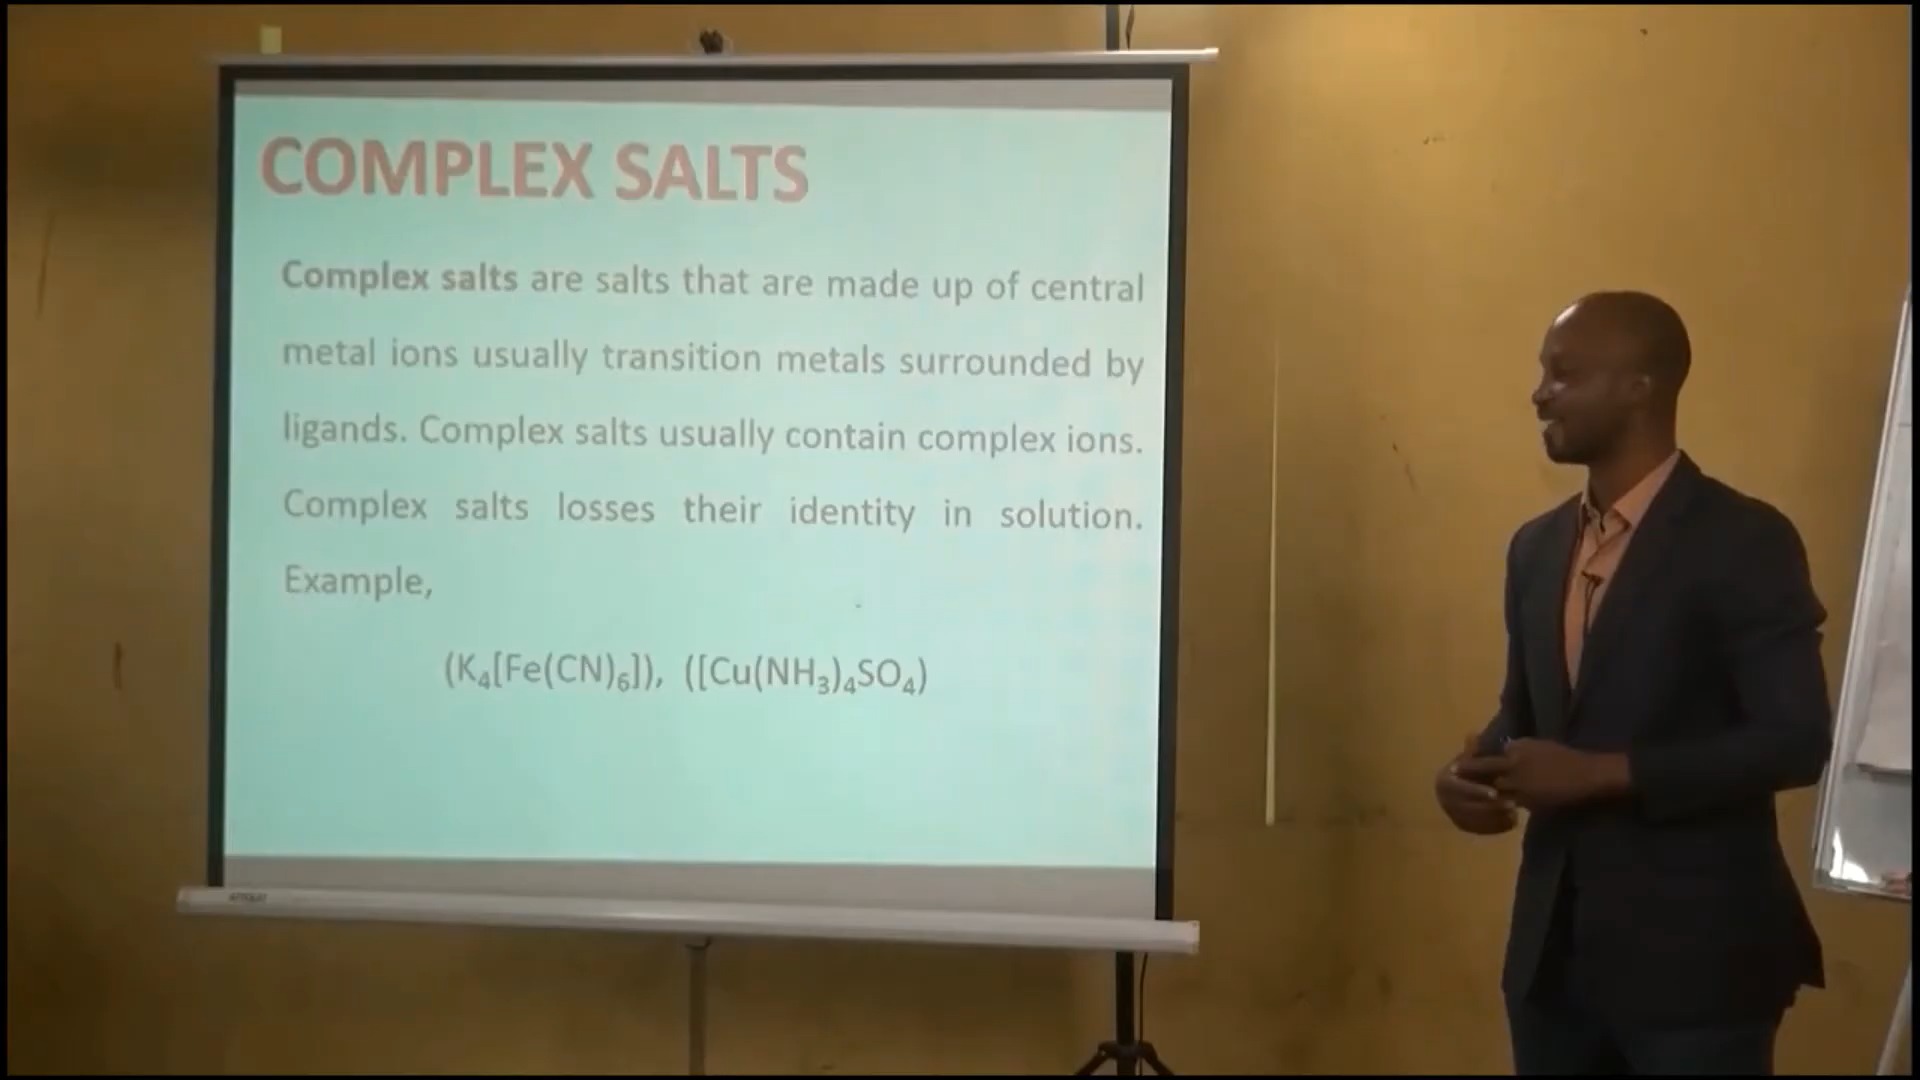 COMPLEX SALTS
Complex salts are salts that are made up of central
metal ions usually transition metals surrounded by
ligands. Complex salts usually contain complex ions.
Complex salts losses their identity in solution.
Example,
(K₄[Fe(CN)₆]), ([Cu(NH₃)₄SO₄)